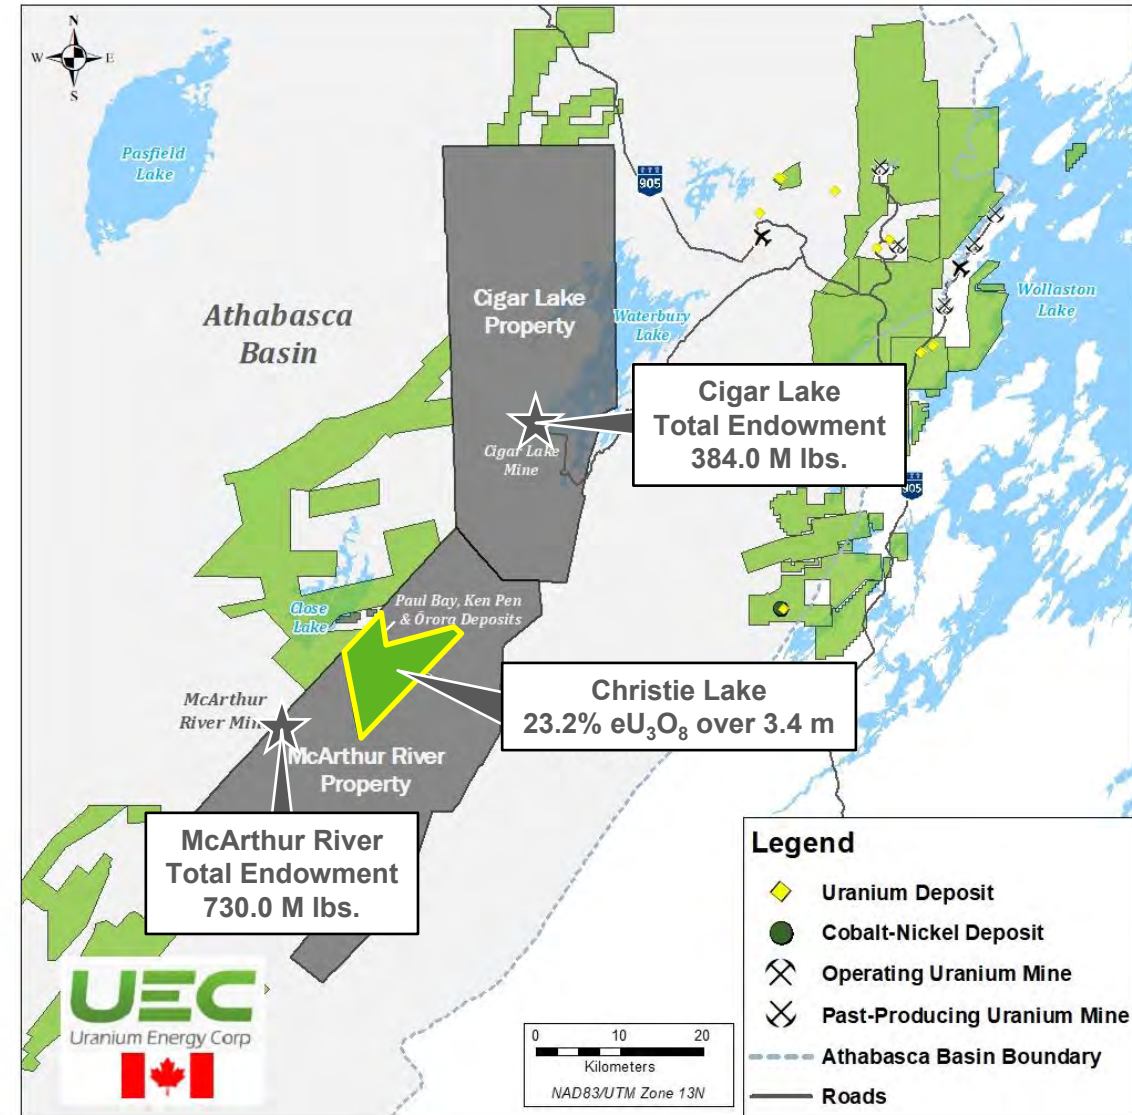 N
W
E
S
Pasfield
Lake
905
Athabasca
Basin
Cigar Lake
Property
Waterbury
Lake
Wollaston
Lake
Cigar Lake
Total Endowment
384.0 M lbs.
Cigar Lake
Mine
905
Paul Bay, Ken Pen
& Ōrora Deposits
Close
Lake
Christie Lake
23.2% eU₃O₈ over 3.4 m
McArthur
River Min
McArthur River
Property
McArthur River
Total Endowment
730.0 M lbs.
Legend
Uranium Deposit
Cobalt-Nickel Deposit
Operating Uranium Mine
Past-Producing Uranium Mine
Athabasca Basin Boundary
Roads
UEC
Uranium Energy Corp
0 10 20
Kilometers
NAD83/UTM Zone 13N